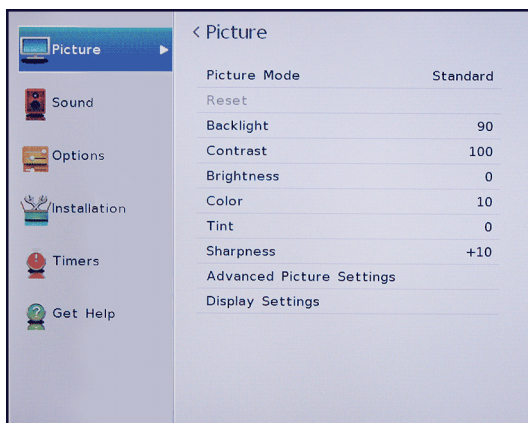 Picture
Sound
Options
Installation
Timers
Get Help
< Picture
Picture Mode Standard
Reset
Backlight 90
Contrast 100
Brightness 0
Color 10
Tint 0
Sharpness +10
Advanced Picture Settings
Display Settings